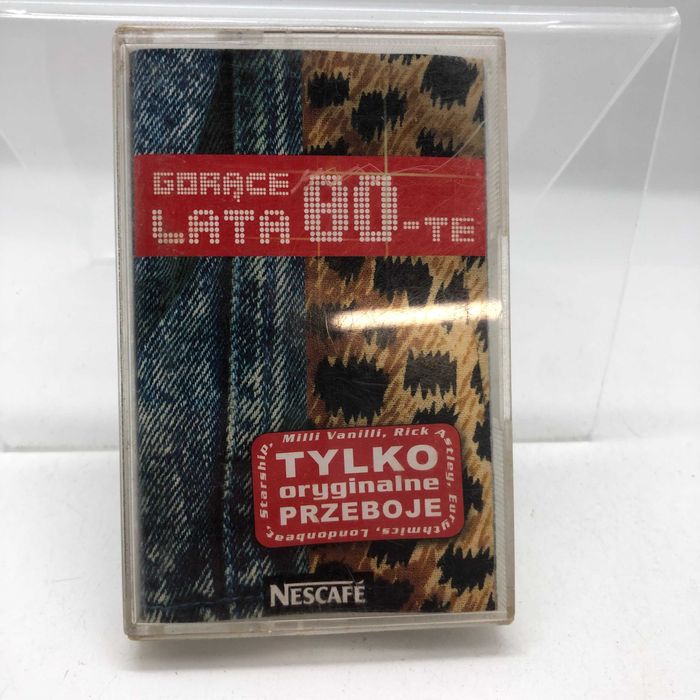 GORĄCE
LATA 80-TE
Milli Vanilli, Rick Astley, Eurythmics, Londonbeat, Starship,
TYLKO
oryginalne
PRZEBOJE
NESCAFÉ